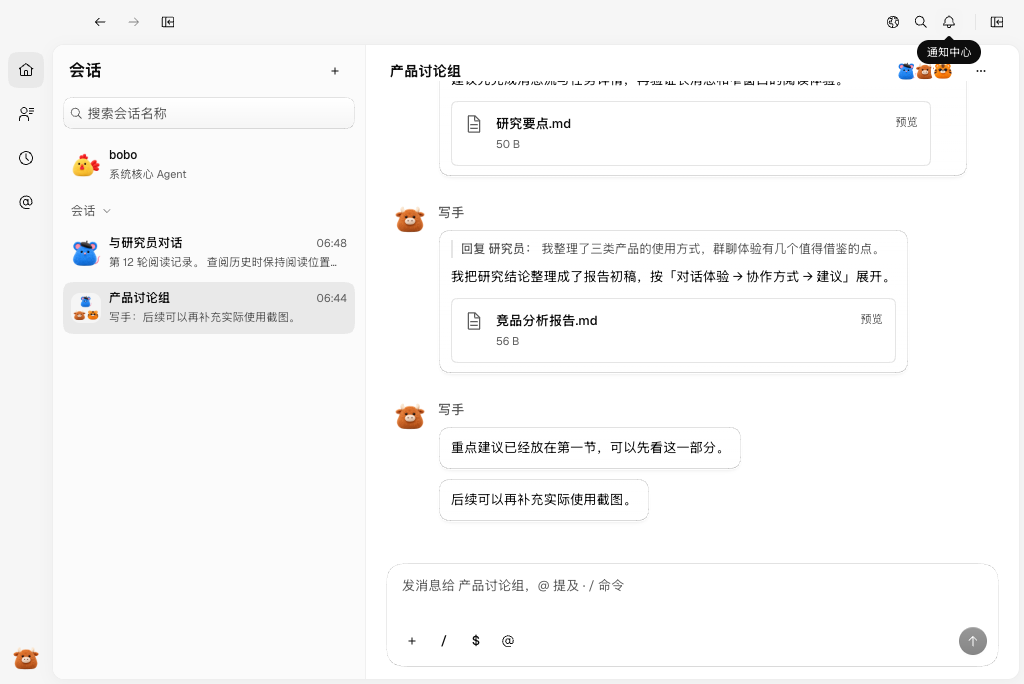 通知中心
会话
+
搜索会话名称
bobo
系统核心 Agent
会话
与研究员对话
06:48
第 12 轮阅读记录。 查阅历史时保持阅读位置…
产品讨论组
06:44
写手：后续可以再补充实际使用截图。
产品讨论组
…
研究要点.md
预览
50 B
写手
回复 研究员： 我整理了三类产品的使用方式，群聊体验有几个值得借鉴的点。
我把研究结论整理成了报告初稿，按「对话体验 → 协作方式 → 建议」展开。
竞品分析报告.md
预览
56 B
写手
重点建议已经放在第一节，可以先看这一部分。
后续可以再补充实际使用截图。
发消息给 产品讨论组，@ 提及 · / 命令
+ / $ @